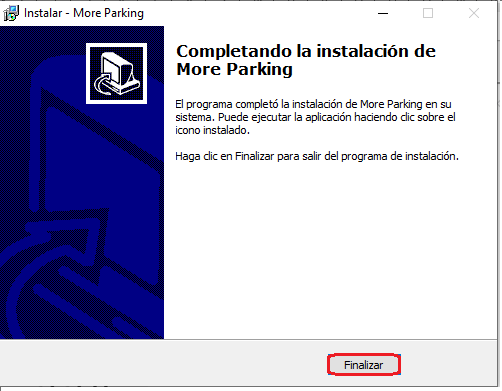 Instalar - More Parking
Completando la instalación de
More Parking
El programa completó la instalación de More Parking en su
sistema. Puede ejecutar la aplicación haciendo clic sobre el
icono instalado.
Haga clic en Finalizar para salir del programa de instalación.
Finalizar